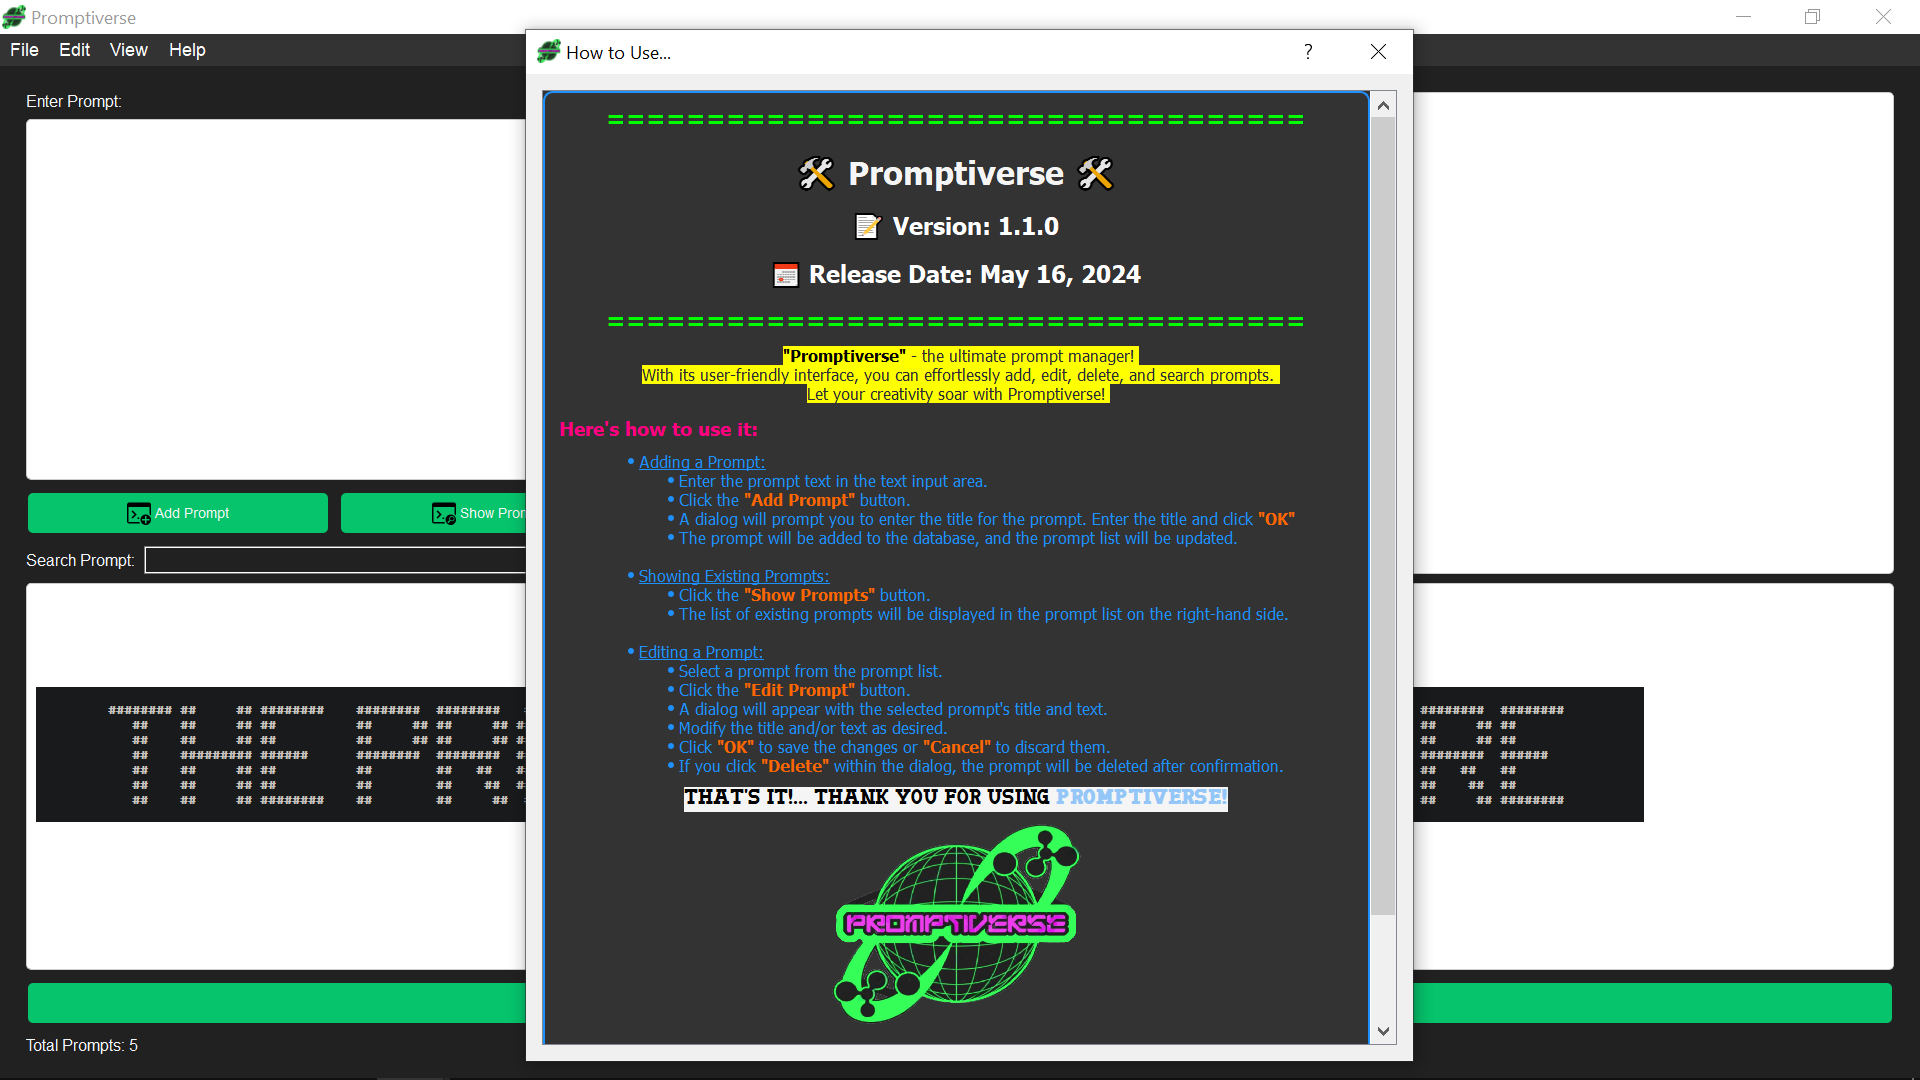 Promptiverse
File Edit View Help
Enter Prompt:
Add Prompt
Show Pro
Search Prompt:
Total Prompts: 5
How to Use...
?
===================================
Promptiverse
Version: 1.1.0
Release Date: May 16, 2024
===================================
"Promptiverse" - the ultimate prompt manager!
With its user-friendly interface, you can effortlessly add, edit, delete, and search prompts.
Let your creativity soar with Promptiverse!
Here's how to use it:
• Adding a Prompt:
• Enter the prompt text in the text input area.
• Click the "Add Prompt" button.
• A dialog will prompt you to enter the title for the prompt. Enter the title and click "OK"
• The prompt will be added to the database, and the prompt list will be updated.
• Showing Existing Prompts:
• Click the "Show Prompts" button.
• The list of existing prompts will be displayed in the prompt list on the right-hand side.
• Editing a Prompt:
• Select a prompt from the prompt list.
• Click the "Edit Prompt" button.
• A dialog will appear with the selected prompt's title and text.
• Modify the title and/or text as desired.
• Click "OK" to save the changes or "Cancel" to discard them.
• If you click "Delete" within the dialog, the prompt will be deleted after confirmation.
THAT'S IT!... THANK YOU FOR USING PROMPTIVERSE!
PROMPTIVERSE
THE PR
RE